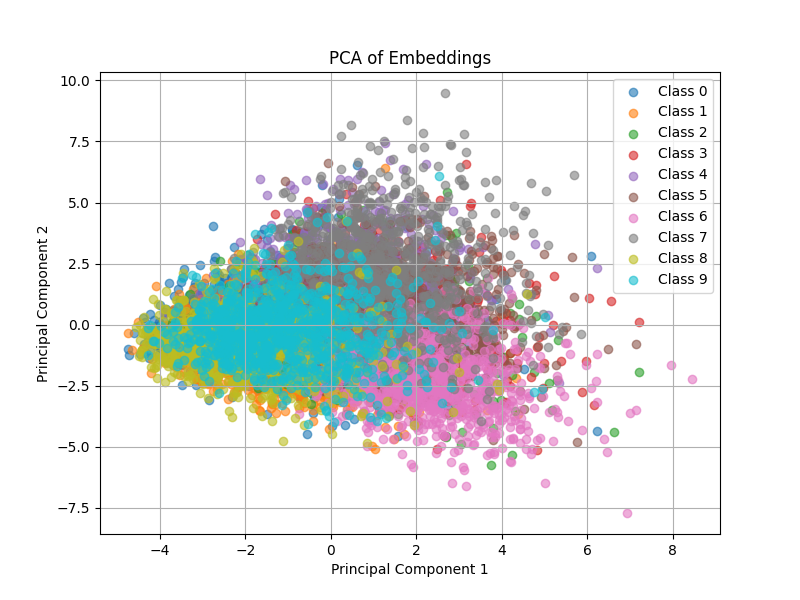 PCA of Embeddings
10.0
7.5
5.0
2.5
0.0
−2.5
−5.0
−7.5
Principal Component 2
Class 0
Class 1
Class 2
Class 3
Class 4
Class 5
Class 6
Class 7
Class 8
Class 9
−4
−2
0
2
4
6
8
Principal Component 1